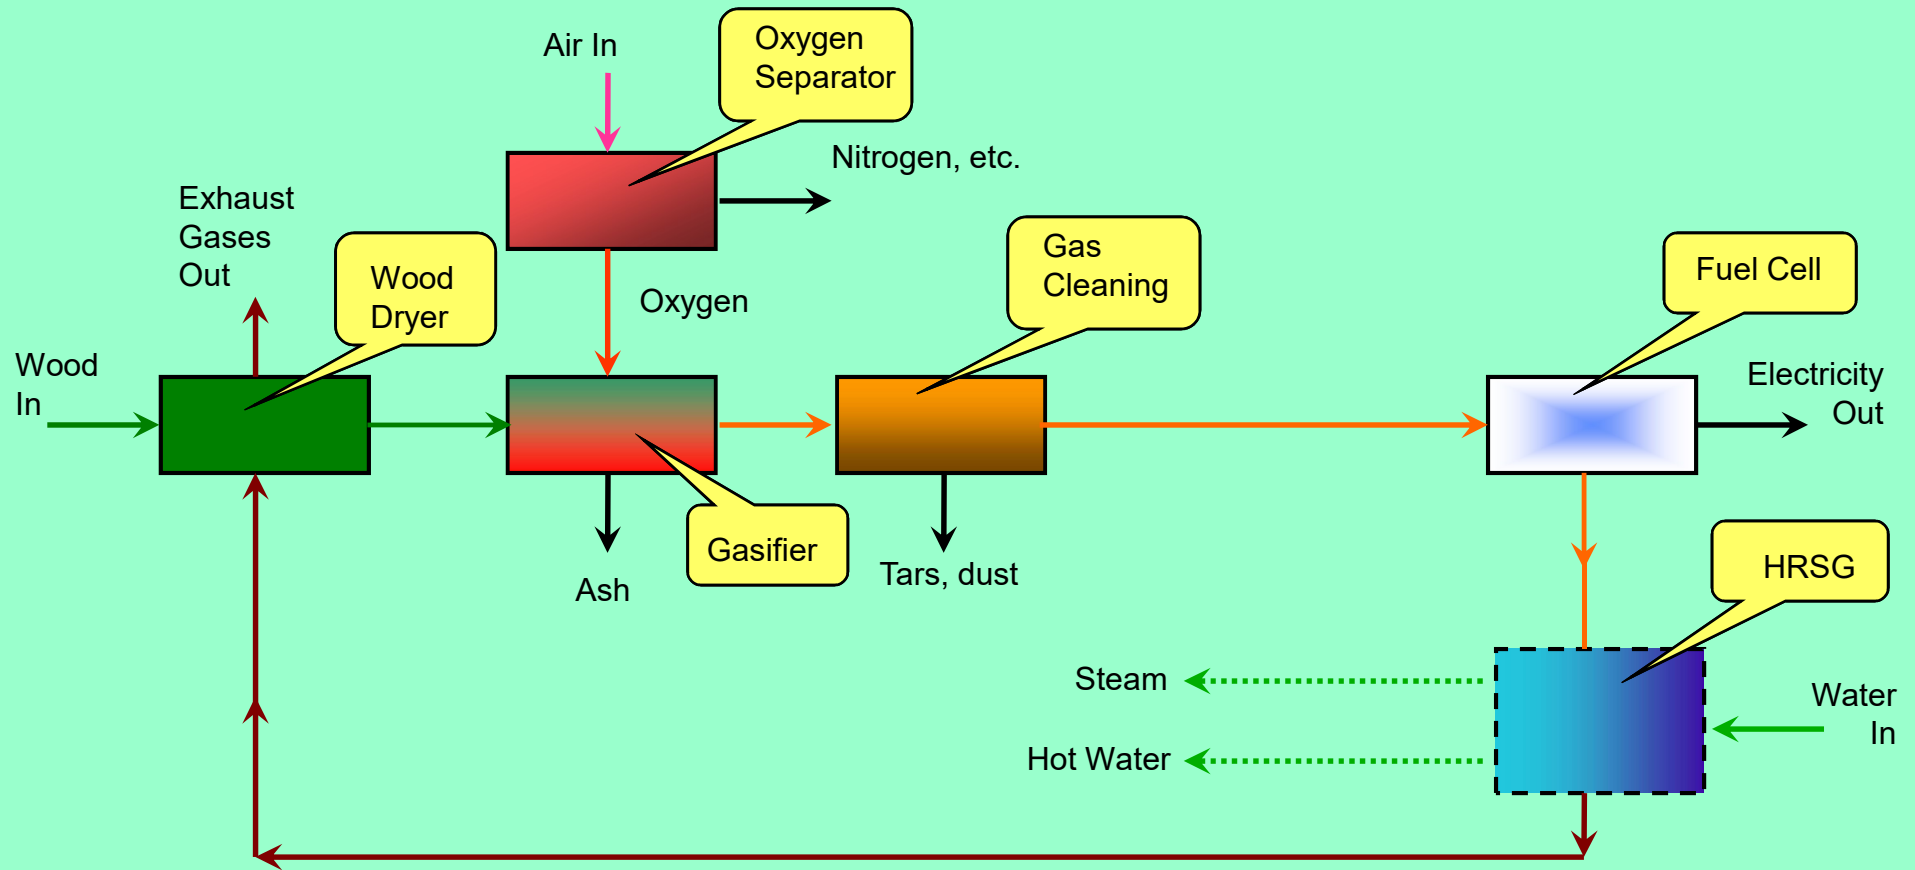 Air In
Oxygen
Separator
Nitrogen, etc.
Exhaust
Gases
Out
Wood
Dryer
Oxygen
Gas
Cleaning
Fuel Cell
Wood
In
Electricity
Out
Gasifier
Ash
Tars, dust
HRSG
Steam
Water
In
Hot Water